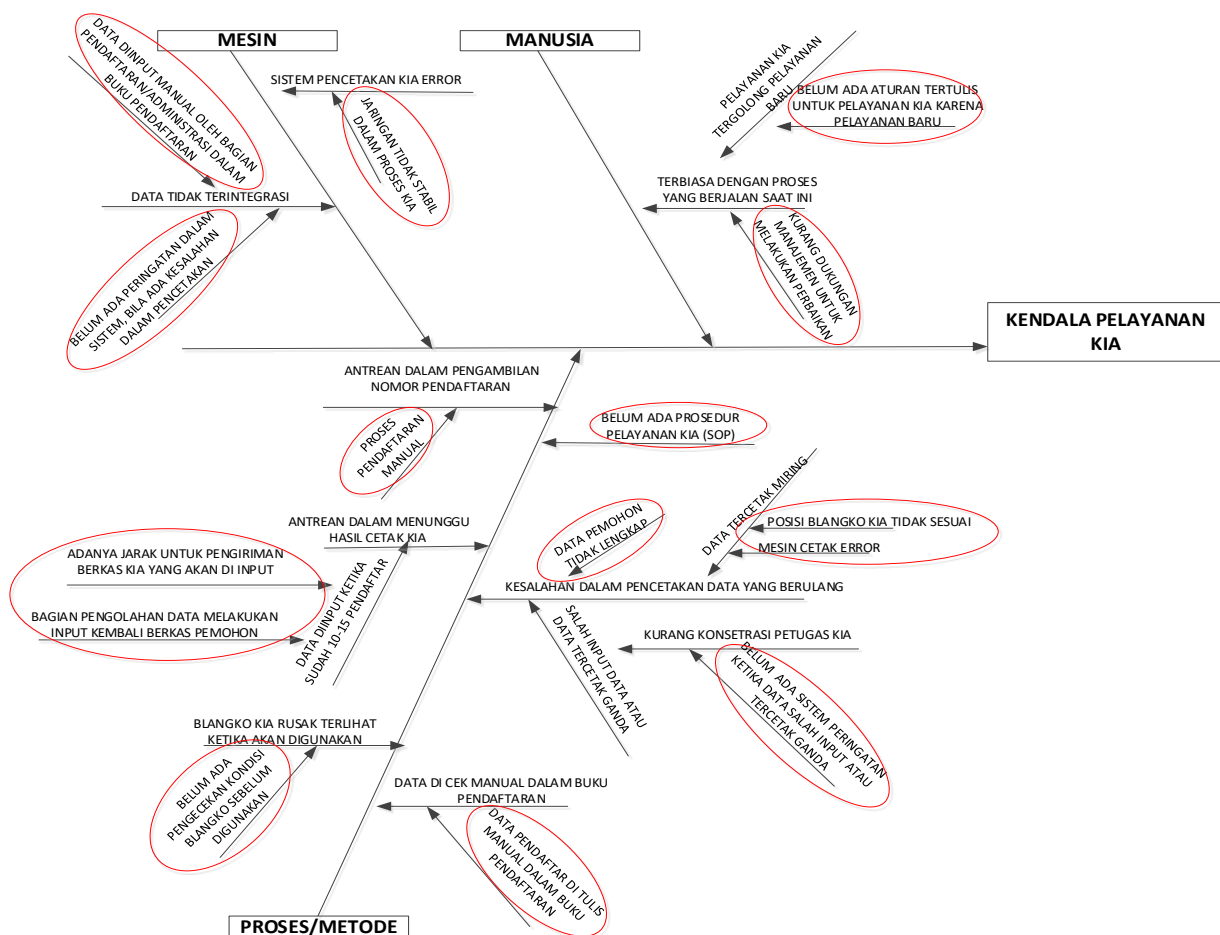 MESIN
MANUSIA
DATA DIINPUT MANUAL OLEH BAGIAN
PENDAFTARAN/ADMINISTRASI DALAM
BUKU PENDAFTARAN
SISTEM PENCETAKAN KIA ERROR
JARINGAN TIDAK STABIL
DALAM PROSES KIA
DATA TIDAK TERINTEGRASI
BELUM ADA PERINGATAN DALAM
SISTEM, BILA ADA KESALAHAN
DALAM PENCETAKAN
PELAYANAN KIA
TERGOLONG PELAYANAN
BARU
BELUM ADA ATURAN TERTULIS
UNTUK PELAYANAN KIA KARENA
PELAYANAN BARU
TERBIASA DENGAN PROSES
YANG BERJALAN SAAT INI
KURANG DUKUNGAN
MANAJEMEN UNTUK
MELAKUKAN PERBAIKAN
KENDALA PELAYANAN
KIA
ANTREAN DALAM PENGAMBILAN
NOMOR PENDAFTARAN
PROSES
PENDAFTARAN
MANUAL
BELUM ADA PROSEDUR
PELAYANAN KIA (SOP)
ANTREAN DALAM MENUNGGU
HASIL CETAK KIA
ADANYA JARAK UNTUK PENGIRIMAN
BERKAS KIA YANG AKAN DI INPUT
BAGIAN PENGOLAHAN DATA MELAKUKAN
INPUT KEMBALI BERKAS PEMOHON
DATA DIINPUT KETIKA
SUDAH 10-15 PENDAFTAR
DATA PEMOHON
TIDAK LENGKAP
DATA TERCETAK MIRING
POSISI BLANGKO KIA TIDAK SESUAI
MESIN CETAK ERROR
KESALAHAN DALAM PENCETAKAN DATA YANG BERULANG
SALAH INPUT DATA ATAU
DATA TERCETAK GANDA
KURANG KONSETRASI PETUGAS KIA
BELUM ADA SISTEM PERINGATAN
KETIKA DATA SALAH INPUT ATAU
TERCETAK GANDA
BLANGKO KIA RUSAK TERLIHAT
KETIKA AKAN DIGUNAKAN
BELUM ADA
PENGECEKAN KONDISI
BLANGKO SEBELUM
DIGUNAKAN
DATA DI CEK MANUAL DALAM BUKU
PENDAFTARAN
DATA PENDAFTAR DI TULIS
MANUAL DALAM BUKU
PENDAFTARAN
PROSES/METODE